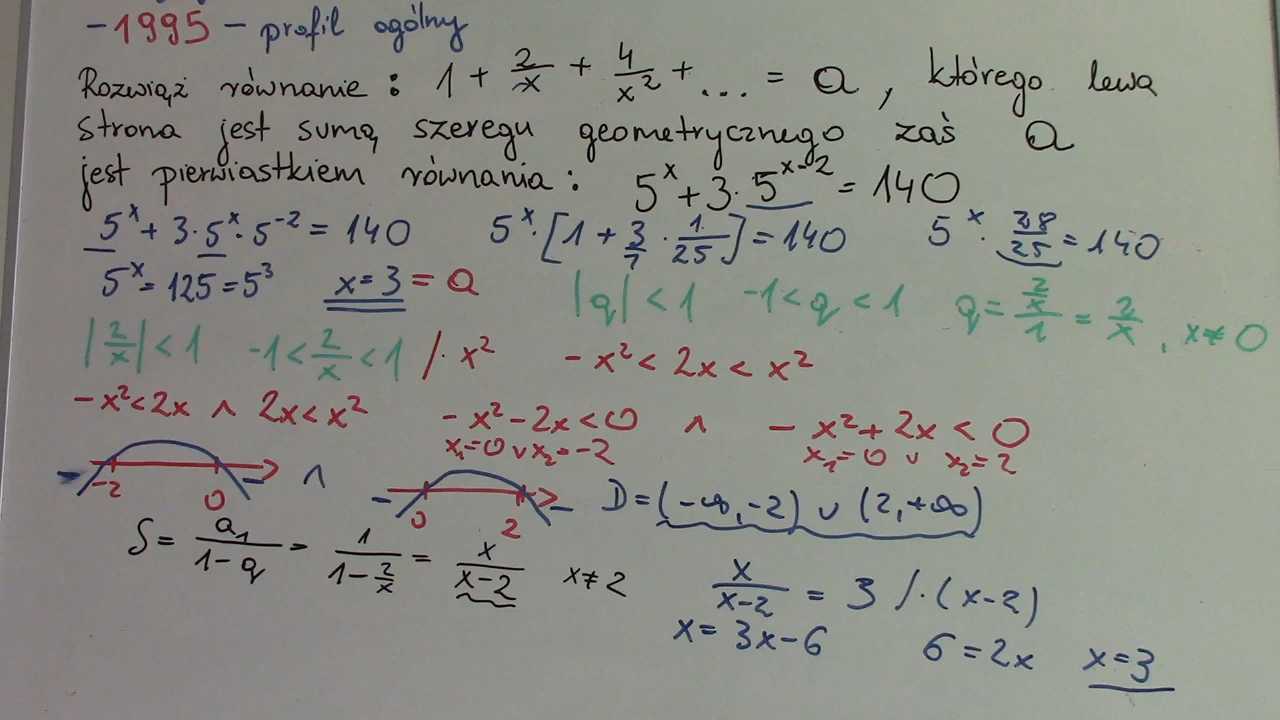 - 1995 - profil ogólny
Rozwiąż równanie : 1 + 2/x + 4/x² + ... = a , którego lewa
strona jest sumą szeregu geometrycznego zaś a
jest pierwiastkiem równania : 5^x + 3 · 5^(x-2) = 140
5^x + 3 · 5^x · 5^-2 = 140 5^x · [1 + 3/1 · 1/25] = 140 5^x · 28/25 = 140
5^x = 125 = 5³ x = 3 = a |q| < 1 -1 < q < 1 q = (2/x)/1 = 2/x , x ≠ 0
|2/x| < 1 -1 < 2/x < 1 / · x² - x² < 2x < x²
- x² < 2x ∧ 2x < x² - x² - 2x < 0 ∧ - x² + 2x < 0
x₁=0 ∨ x₂=-2 x₁=0 ∨ x₂=2
- -2 0 - ∧ - 0 2 - D = (-∞, -2) ∪ (2, +∞)
S = a₁/(1-q) = 1/(1 - 2/x) = x/(x-2) x ≠ 2
x/(x-2) = 3 / · (x-2)
x = 3x - 6 6 = 2x x = 3